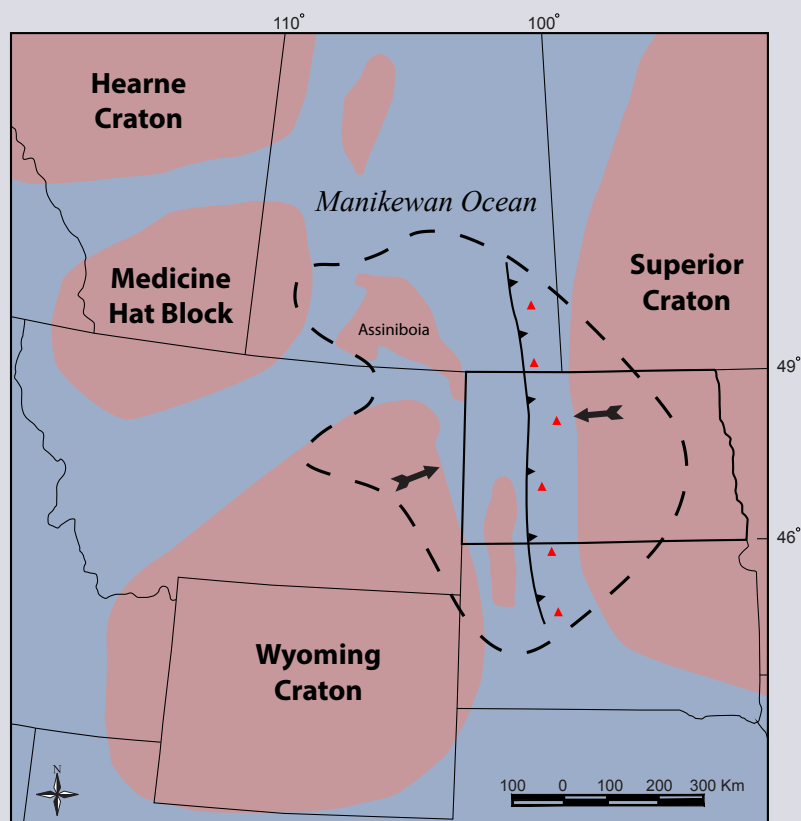 110°
100°
Hearne
Craton
Manikewan Ocean
Medicine
Hat Block
Superior
Craton
Assiniboia
49°
46°
Wyoming
Craton
N
100 0 100 200 300 Km